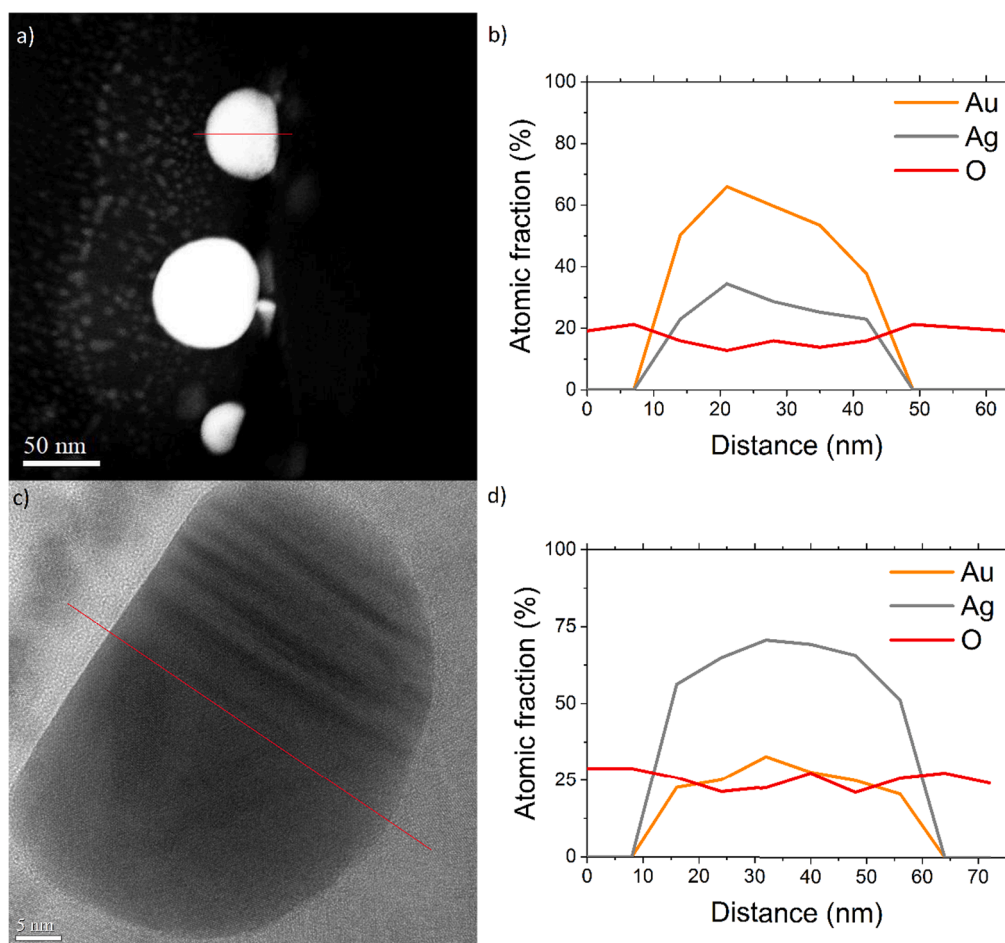 a)
50 nm
b)
Atomic fraction (%)
100
80
60
40
20
0
Au
Ag
O
0 10 20 30 40 50 60
Distance (nm)
c)
5 nm
d)
Atomic fraction (%)
100
75
50
25
0
Au
Ag
O
0 10 20 30 40 50 60 70
Distance (nm)